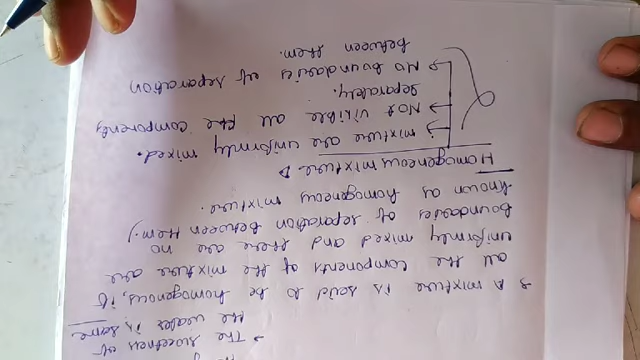 → The sweetness of
the water is same.
→ A mixture is said to be homogenous, if
all the components of the mixture are
uniformly mixed and there are no
boundaries of separation between them.)
known as homogeneous mixture.
Homogeneous mixture :-
→ mixture are uniformly mixed.
→ Not visible all the components
separately.
→ No boundaries of separation
between them.